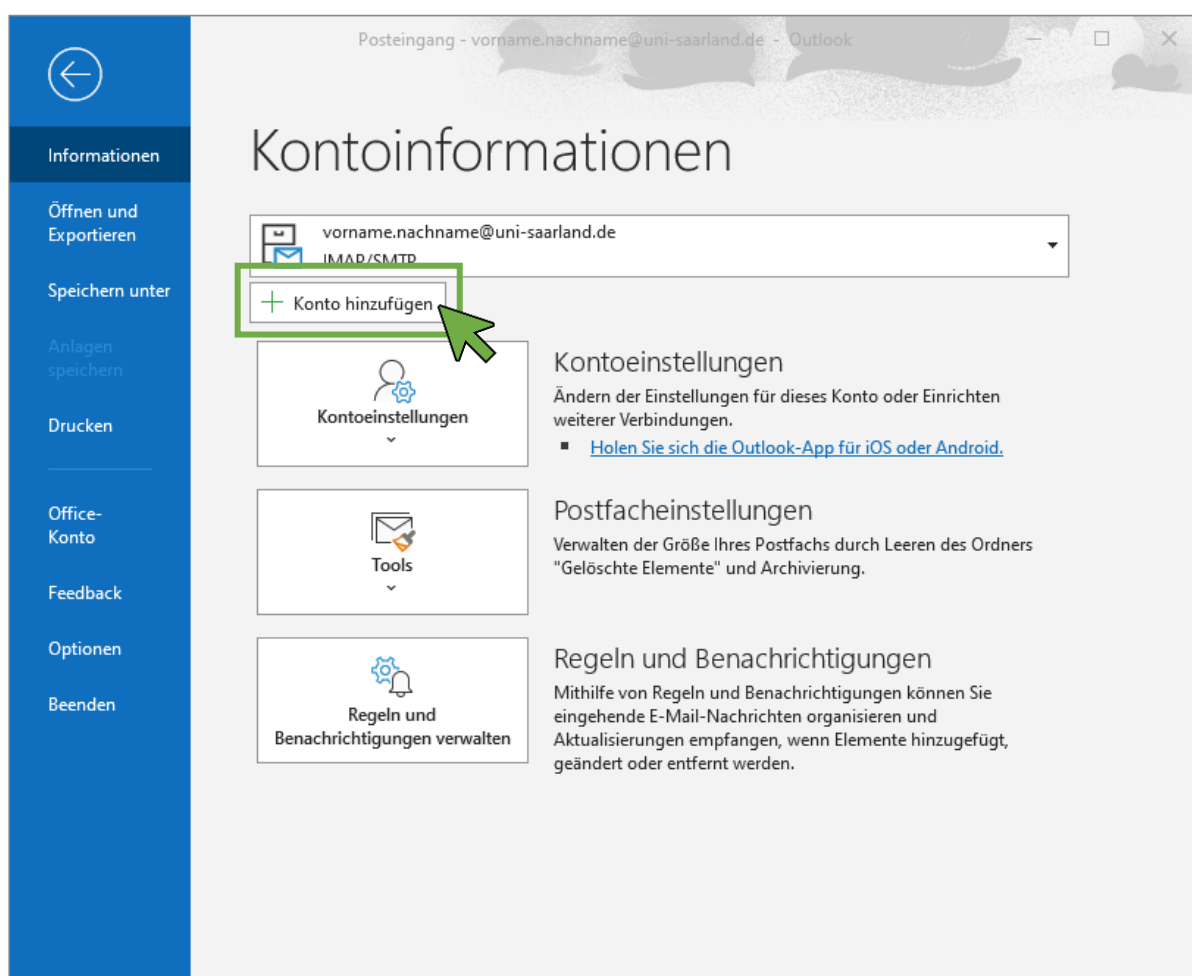 Posteingang - vorname.nachname@uni-saarland.de - Outlook
?
Informationen
Öffnen und
Exportieren
Speichern unter
Anlagen
speichern
Drucken
Office-
Konto
Feedback
Optionen
Beenden
Kontoinformationen
vorname.nachname@uni-saarland.de
IMAP/SMTP
Konto hinzufügen
Kontoeinstellungen
Kontoeinstellungen
Ändern der Einstellungen für dieses Konto oder Einrichten
weiterer Verbindungen.
Holen Sie sich die Outlook-App für iOS oder Android.
Tools
Postfacheinstellungen
Verwalten der Größe Ihres Postfachs durch Leeren des Ordners
"Gelöschte Elemente" und Archivierung.
Regeln und
Benachrichtigungen verwalten
Regeln und Benachrichtigungen
Mithilfe von Regeln und Benachrichtigungen können Sie
eingehende E-Mail-Nachrichten organisieren und
Aktualisierungen empfangen, wenn Elemente hinzugefügt,
geändert oder entfernt werden.